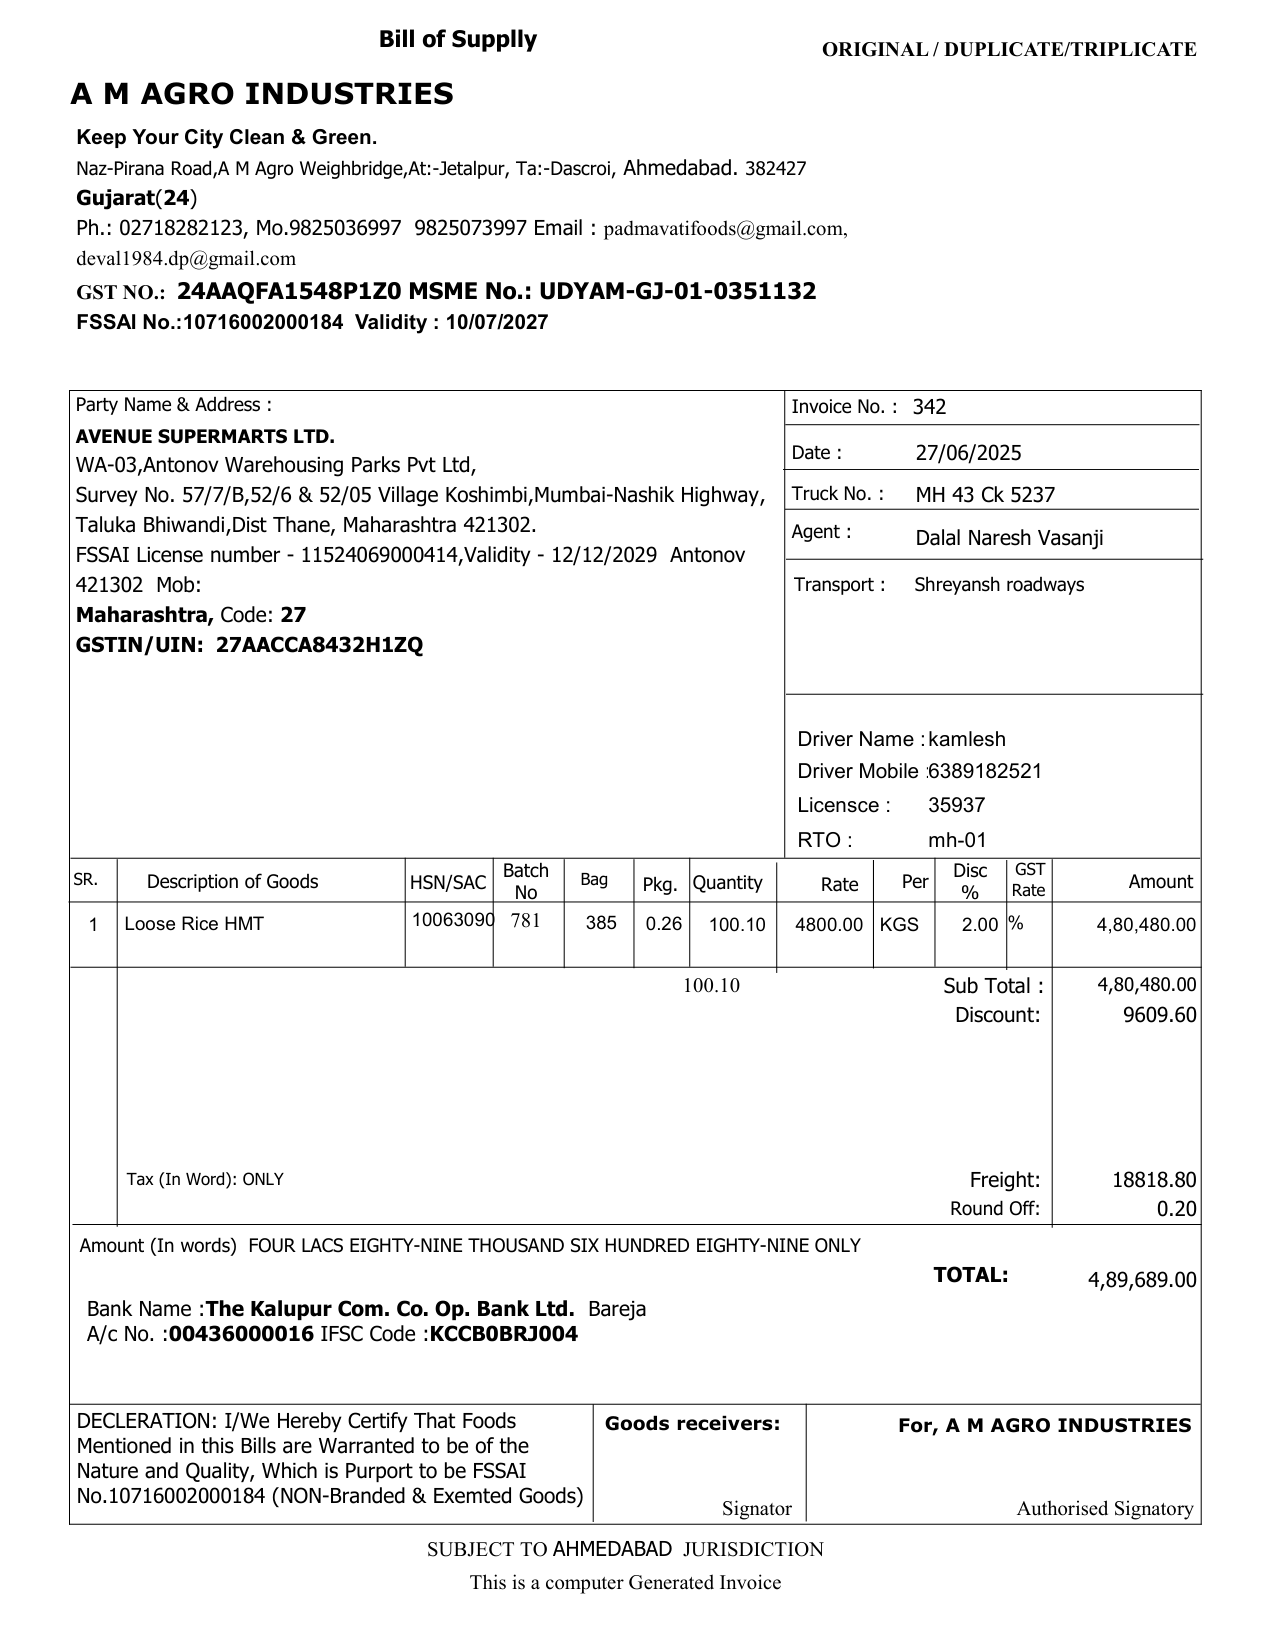 Bill of Supplly
ORIGINAL / DUPLICATE/TRIPLICATE
A M AGRO INDUSTRIES
Keep Your City Clean & Green.
Naz-Pirana Road,A M Agro Weighbridge,At:-Jetalpur, Ta:-Dascroi, Ahmedabad. 382427
Gujarat(24)
Ph.: 02718282123, Mo.9825036997 9825073997 Email : padmavatifoods@gmail.com,
deval1984.dp@gmail.com
GST NO.: 24AAQFA1548P1Z0 MSME No.: UDYAM-GJ-01-0351132
FSSAI No.:10716002000184 Validity : 10/07/2027
Party Name & Address :
AVENUE SUPERMARTS LTD.
WA-03,Antonov Warehousing Parks Pvt Ltd,
Survey No. 57/7/B,52/6 & 52/05 Village Koshimbi,Mumbai-Nashik Highway,
Taluka Bhiwandi,Dist Thane, Maharashtra 421302.
FSSAI License number - 11524069000414,Validity - 12/12/2029 Antonov
421302 Mob:
Maharashtra, Code: 27
GSTIN/UIN: 27AACCA8432H1ZQ
Invoice No. : 342
Date : 27/06/2025
Truck No. : MH 43 Ck 5237
Agent : Dalal Naresh Vasanji
Transport : Shreyansh roadways
Driver Name : kamlesh
Driver Mobile :6389182521
Licensce : 35937
RTO : mh-01
SR. Description of Goods HSN/SAC Batch No Bag Pkg. Quantity Rate Per Disc % GST Rate Amount
1 Loose Rice HMT 10063090 781 385 0.26 100.10 4800.00 KGS 2.00 % 4,80,480.00
100.10 Sub Total : 4,80,480.00
Discount: 9609.60
Tax (In Word): ONLY Freight: 18818.80
Round Off: 0.20
Amount (In words) FOUR LACS EIGHTY-NINE THOUSAND SIX HUNDRED EIGHTY-NINE ONLY
TOTAL: 4,89,689.00
Bank Name :The Kalupur Com. Co. Op. Bank Ltd. Bareja
A/c No. :00436000016 IFSC Code :KCCB0BRJ004
DECLERATION: I/We Hereby Certify That Foods
Mentioned in this Bills are Warranted to be of the
Nature and Quality, Which is Purport to be FSSAI
No.10716002000184 (NON-Branded & Exemted Goods)
Goods receivers:
Signator
For, A M AGRO INDUSTRIES
Authorised Signatory
SUBJECT TO AHMEDABAD JURISDICTION
This is a computer Generated Invoice